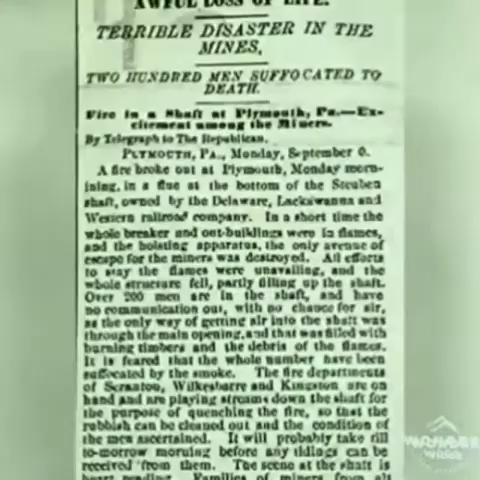 AWFUL LOSS OF LIFE.
TERRIBLE DISASTER IN THE
MINES,
TWO HUNDRED MEN SUFFOCATED TO
DEATH.
Fire in a Shaft at Plymouth, Pa.—Ex-
citement among the Miners.
By Telegraph to The Republican.
PLYMOUTH, PA., Monday, September 6.
A fire broke out at Plymouth, Monday morn-
ining, in a flue at the bottom of the Steuben
shaft, owned by the Delaware, Lackawanna and
Western railroad company. In a short time the
whole breaker and out-buildings were in flames,
and the hoisting apparatus, the only avenue of
escape for the miners was destroyed. All efforts
to stay the flames were unavailing, and the
whole structure fell, partly filling up the shaft.
Over 200 men are in the shaft, and have
no communication out, with no chance for air,
as the only way of getting air into the shaft was
through the main opening, and that was filled with
burning timbers and the debris of the flames.
It is feared that the whole number have been
suffocated by the smoke. The fire departments
of Scranton, Wilkesbarre and Kingston are on
hand and are playing streams down the shaft for
the purpose of quenching the fire, so that the
rubbish can be cleaned out and the condition of
the men ascertained. It will probably take till
to-morrow morning before any tidings can be
received from them. The scene at the shaft is
heart rending. Families of miners from all